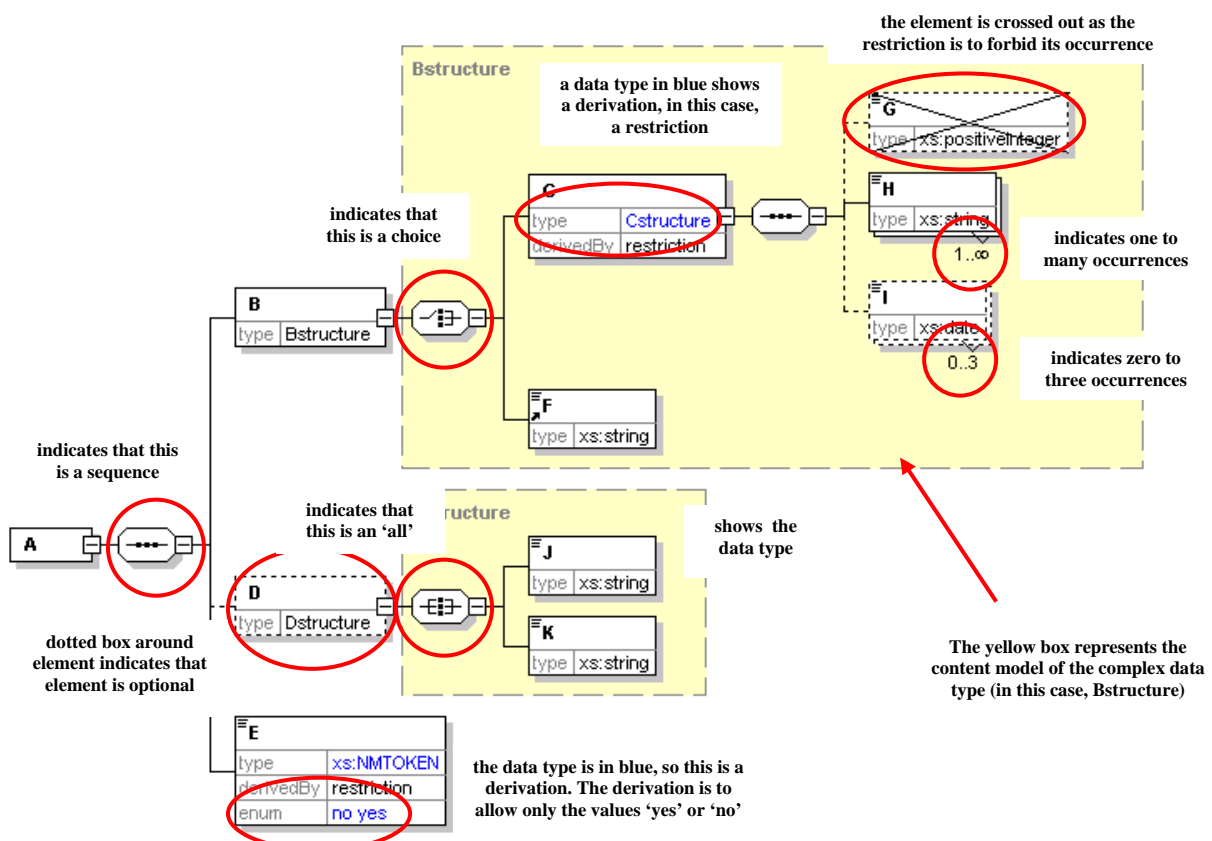 the element is crossed out as the
restriction is to forbid its occurrence
Bstructure
a data type in blue shows
a derivation, in this case,
a restriction
G
type xs:positiveInteger
C
type Cstructure
derivedBy restriction
H
type xs:string
1..∞
indicates one to
many occurrences
indicates that
this is a choice
B
type Bstructure
I
type xs:date
0..3
indicates zero to
three occurrences
F
type xs:string
indicates that this
is a sequence
A
indicates that
this is an ‘all’
ructure
shows the
data type
J
type xs:string
D
type Dstructure
K
type xs:string
dotted box around
element indicates that
element is optional
The yellow box represents the
content model of the complex data
type (in this case, Bstructure)
E
type xs:NMTOKEN
derivedBy restriction
enum no yes
the data type is in blue, so this is a
derivation. The derivation is to
allow only the values ‘yes’ or ‘no’